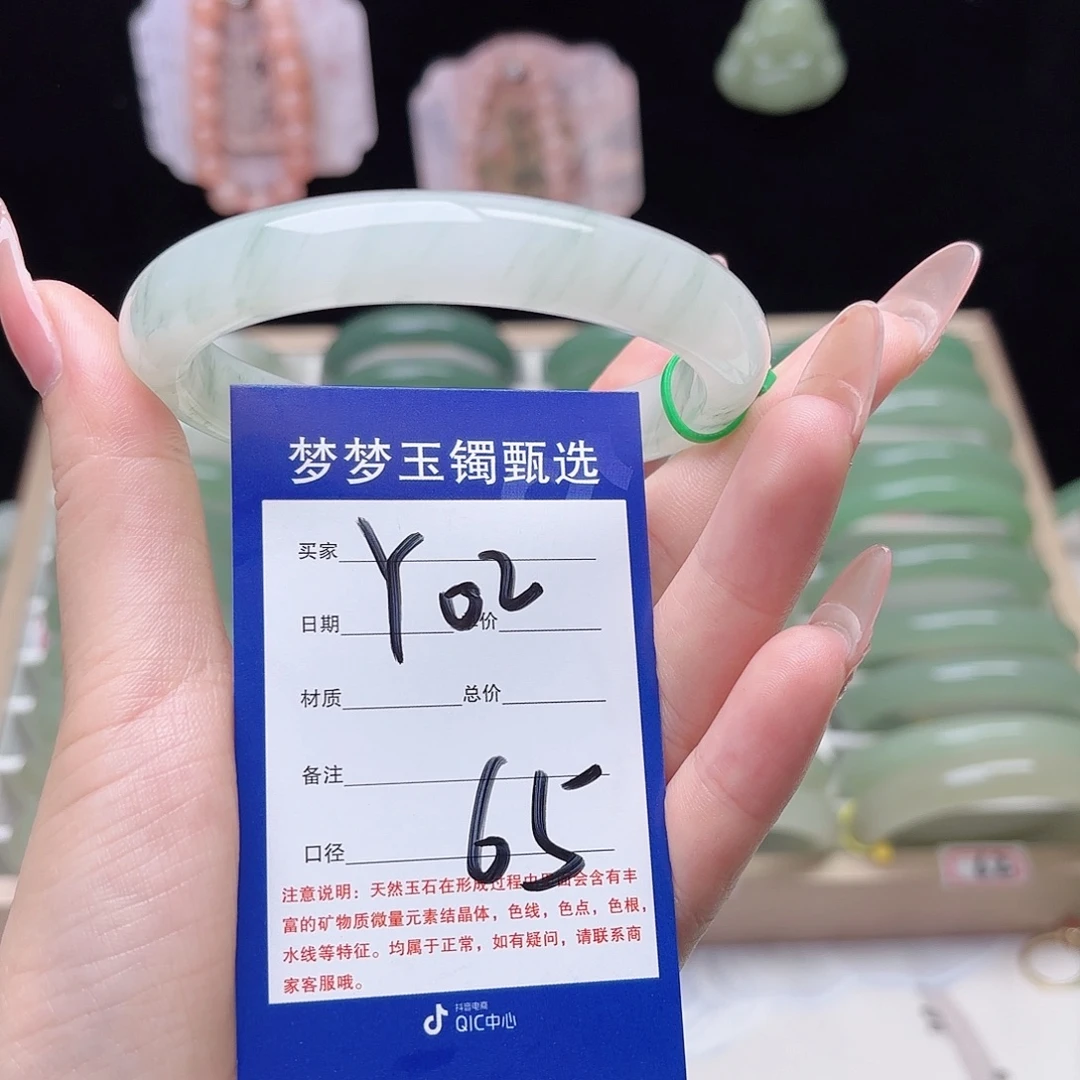 梦梦玉镯甄选
买家 Yo2
日期 价
材质 总价
备注
口径 65
注意说明：天然玉石在形成过程中里面会含有丰
富的矿物质微量元素结晶体，色线，色点，色根，
水线等特征。均属于正常，如有疑问，请联系商
家客服哦。
抖音电商
QIC中心